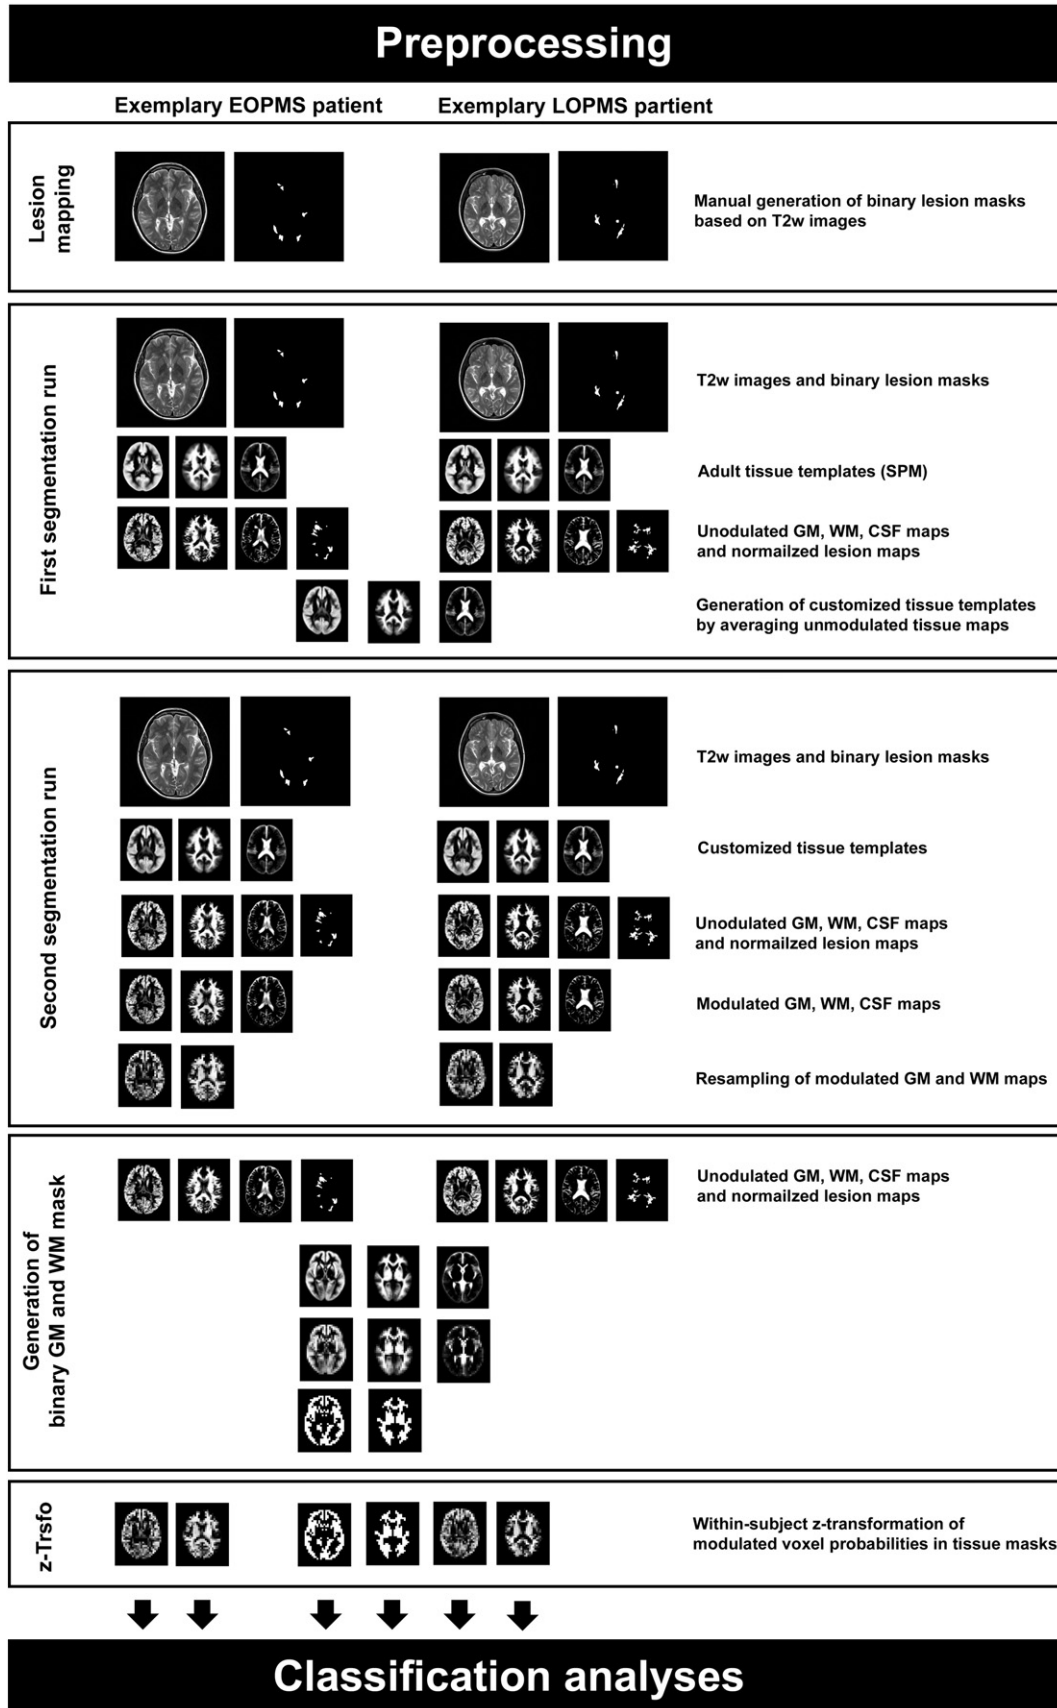 Preprocessing
Exemplary EOPMS patient
Exemplary LOPMS partient
Lesion
mapping
Manual generation of binary lesion masks
based on T2w images
First segmentation run
T2w images and binary lesion masks
Adult tissue templates (SPM)
Unodulated GM, WM, CSF maps
and normailzed lesion maps
Generation of customized tissue templates
by averaging unmodulated tissue maps
Second segmentation run
T2w images and binary lesion masks
Customized tissue templates
Unodulated GM, WM, CSF maps
and normailzed lesion maps
Modulated GM, WM, CSF maps
Resampling of modulated GM and WM maps
Generation of
binary GM and WM mask
Unodulated GM, WM, CSF maps
and normailzed lesion maps
z-Trsfo
Within-subject z-transformation of
modulated voxel probabilities in tissue masks
Classification analyses